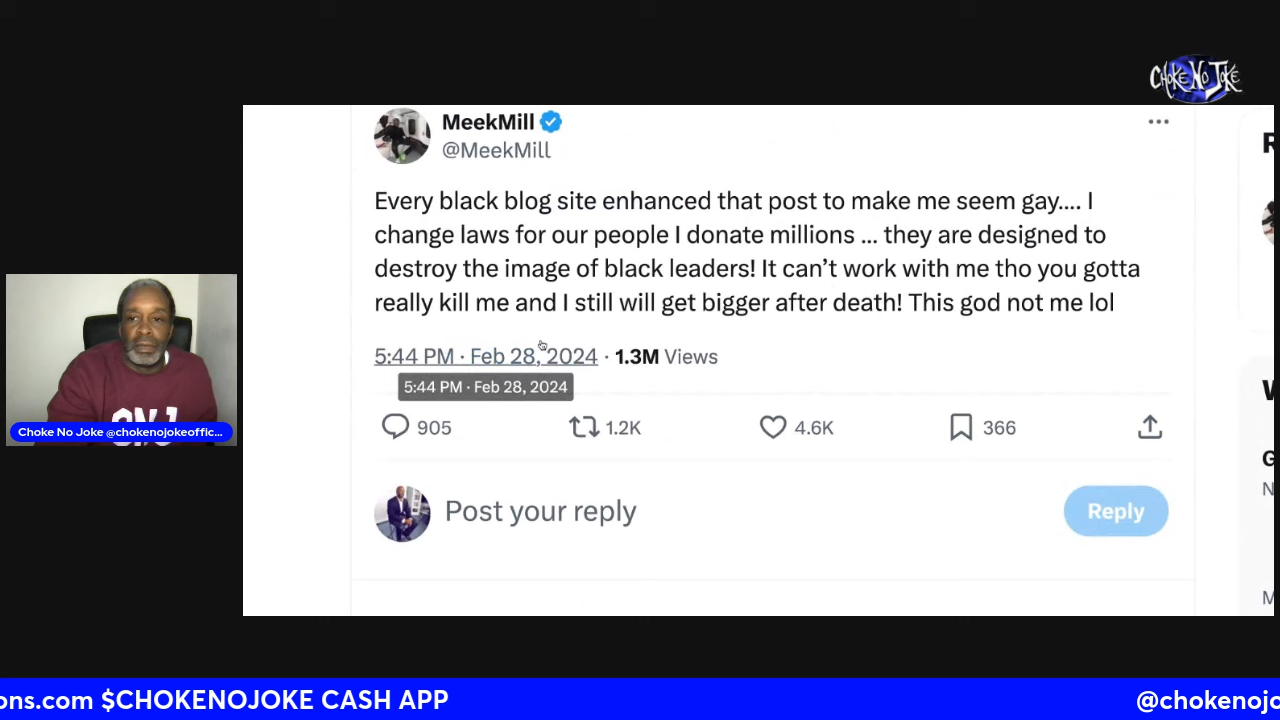 CHOKE NO JOKE
MeekMill
@MeekMill
Every black blog site enhanced that post to make me seem gay.... I
change laws for our people I donate millions ... they are designed to
destroy the image of black leaders! It can't work with me tho you gotta
really kill me and I still will get bigger after death! This god not me lol
5:44 PM · Feb 28, 2024 · 1.3M Views
5:44 PM · Feb 28, 2024
905 1.2K 4.6K 366
Post your reply
Reply
Choke No Joke @chokenojokeoffic...
ons.com $CHOKENOJOKE CASH APP
@chokenojo